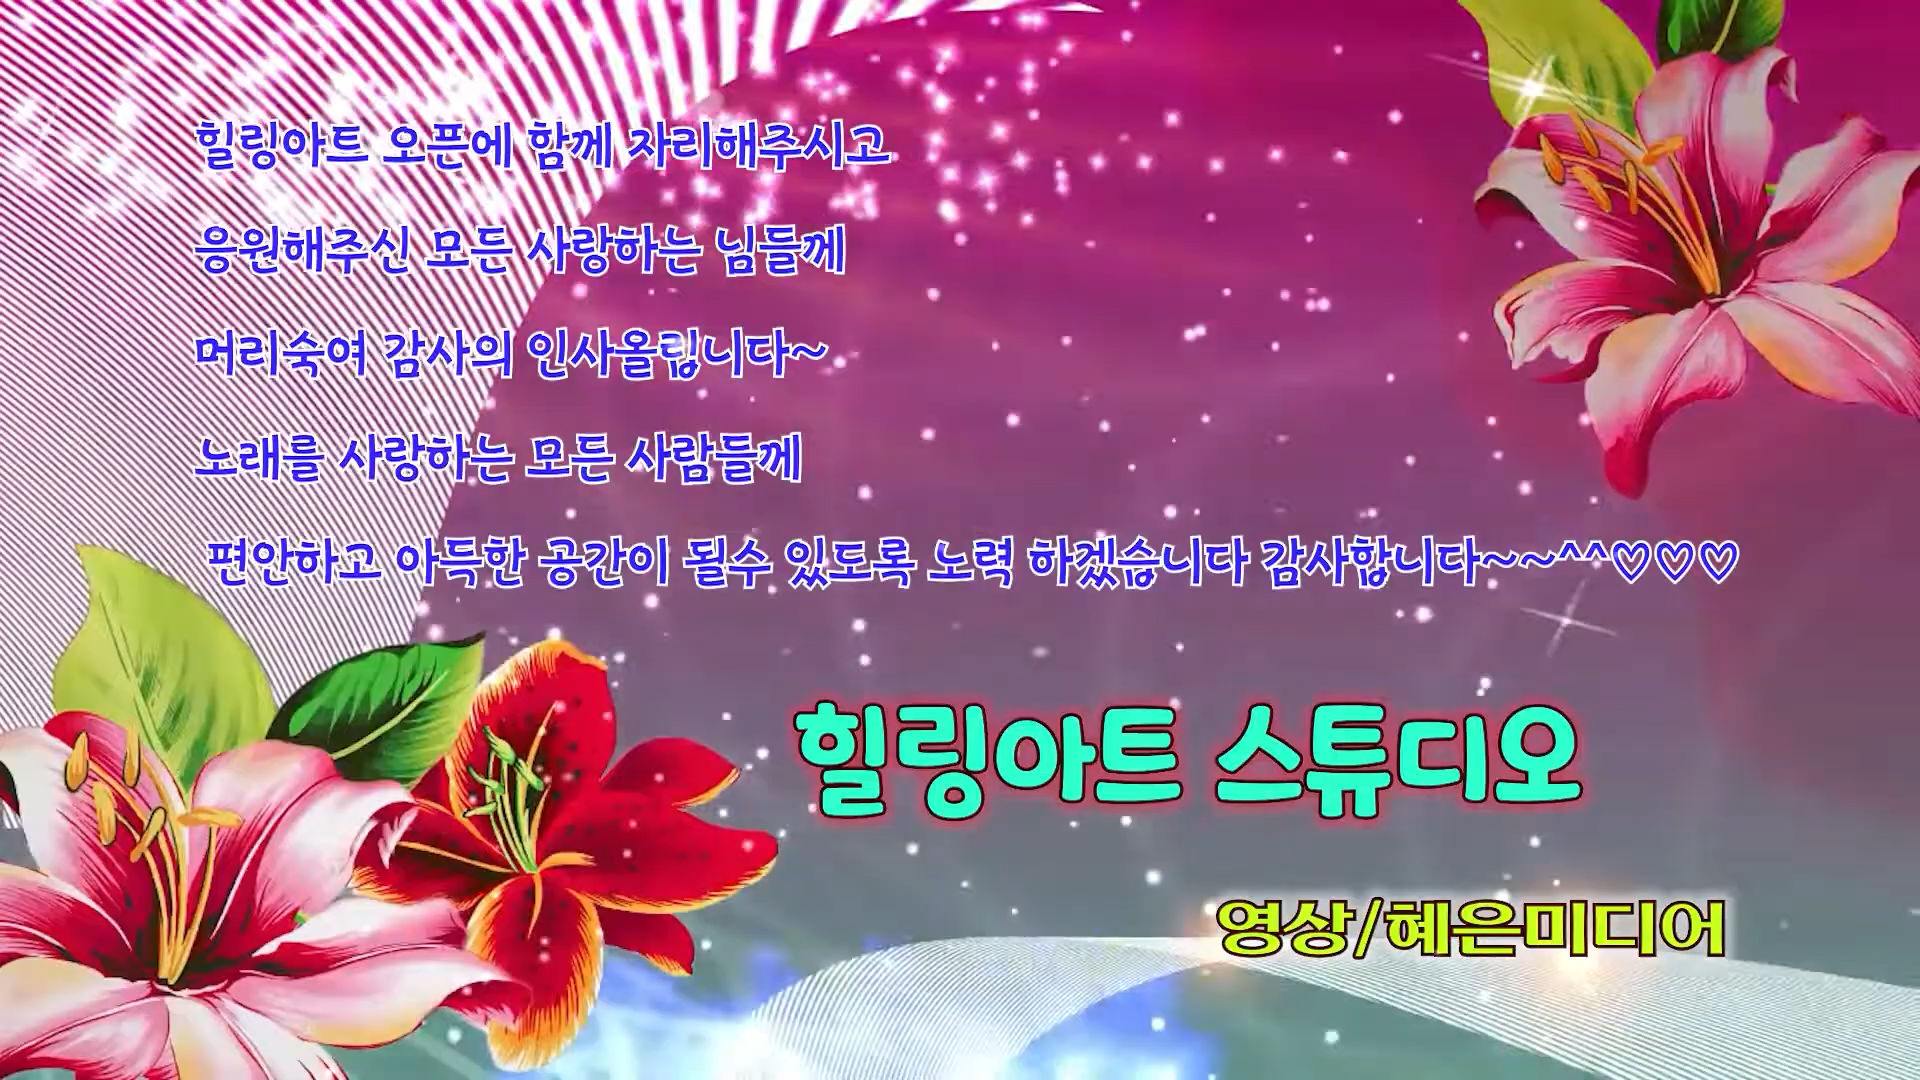 힐링아트 오픈에 함께 자리해주시고
응원해주신 모든 사랑하는 님들께
머리숙여 감사의 인사올립니다~
노래를 사랑하는 모든 사람들께
편안하고 아득한 공간이 될수 있도록 노력 하겠습니다 감사합니다~~^^♡♡♡
힐링아트 스튜디오
영상/혜은미디어